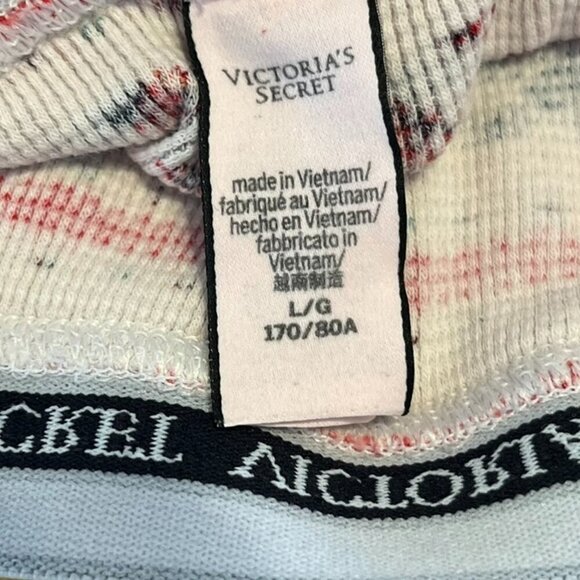 VICTORIA'S
SECRET
made in Vietnam/
fabriqué au Vietnam/
hecho en Vietnam/
fabbricato in
Vietnam/
越南制造
L/G
170/80A
CRET VICTORIA